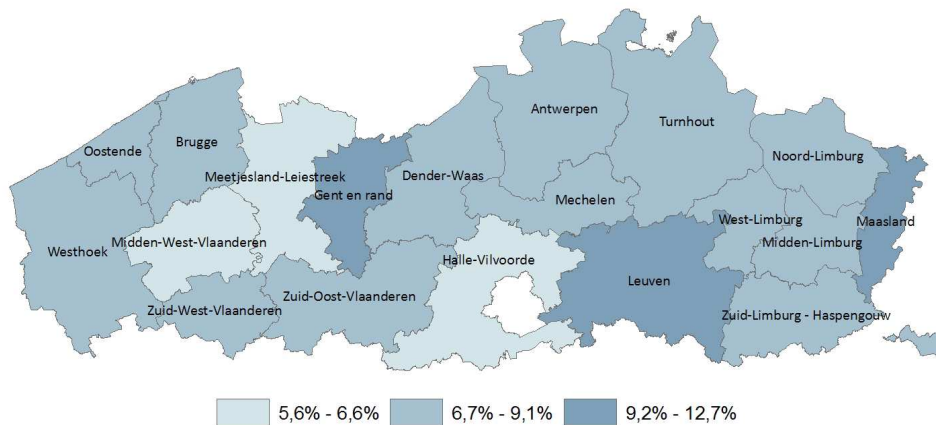 Antwerpen
Turnhout
Oostende
Brugge
Noord-Limburg
Meetjesland-Leiestreek
Dender-Waas
Gent en rand
Mechelen
West-Limburg
Maasland
Midden-West-Vlaanderen
Midden-Limburg
Westhoek
Halle-Vilvoorde
Leuven
Zuid-Oost-Vlaanderen
Zuid-West-Vlaanderen
Zuid-Limburg - Haspengouw
5,6% - 6,6%
6,7% - 9,1%
9,2% - 12,7%